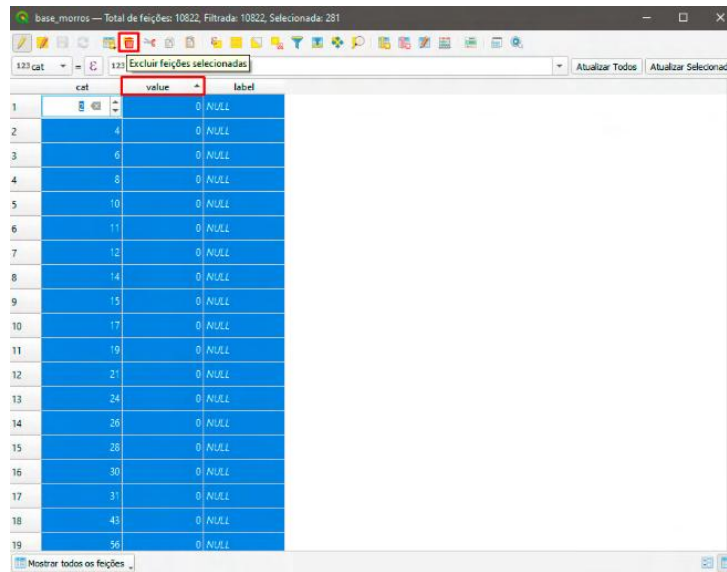 base_morros — Total de feições: 10822, Filtrada: 10822, Selecionada: 281
123 cat = ε 123 Excluir feições selecionadas Atualizar Todos Atualizar Selecionad
cat value label
1 2 0 NULL
2 4 0 NULL
3 6 0 NULL
4 8 0 NULL
5 10 0 NULL
6 11 0 NULL
7 12 0 NULL
8 14 0 NULL
9 15 0 NULL
10 17 0 NULL
11 19 0 NULL
12 21 0 NULL
13 24 0 NULL
14 26 0 NULL
15 28 0 NULL
16 30 0 NULL
17 31 0 NULL
18 43 0 NULL
19 56 0 NULL
Mostrar todos os feições